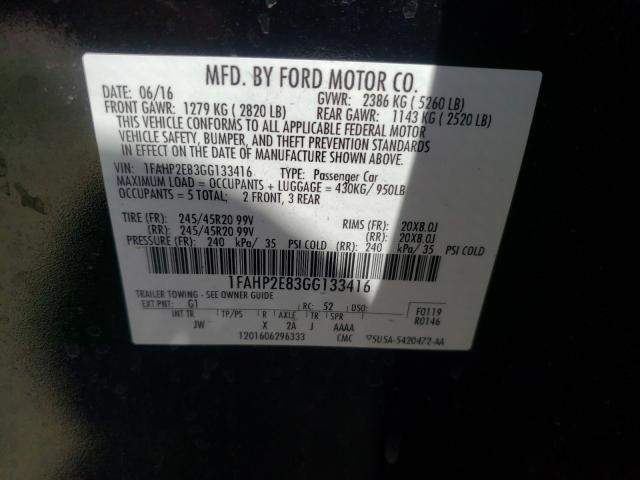 MFD. BY FORD MOTOR CO.
DATE: 06/16 GVWR: 2386 KG ( 5260 LB)
FRONT GAWR: 1279 KG ( 2820 LB) REAR GAWR: 1143 KG ( 2520 LB)
THIS VEHICLE CONFORMS TO ALL APPLICABLE FEDERAL MOTOR
VEHICLE SAFETY, BUMPER, AND THEFT PREVENTION STANDARDS
IN EFFECT ON THE DATE OF MANUFACTURE SHOWN ABOVE.
VIN: 1FAHP2E83GG133416 TYPE: Passenger Car
MAXIMUM LOAD = OCCUPANTS + LUGGAGE = 430KG/ 950LB
OCCUPANTS = 5 TOTAL: 2 FRONT, 3 REAR
TIRE (FR): 245/45R20 99V RIMS (FR): 20X8.0J
(RR): 245/45R20 99V (RR): 20X8.0J
PRESSURE (FR): 240 kPa/ 35 PSI COLD (RR): 240 kPa/ 35 PSI COLD
1FAHP2E83GG133416
TRAILER TOWING - SEE OWNER GUIDE
EXT PNT: G1 RC: 52 F0119
INT TR TP/PS R AXLE TR SPR R0146
JW X 2A J AAAA
1201606296333 CMC ▽5U5A-5420472-AA